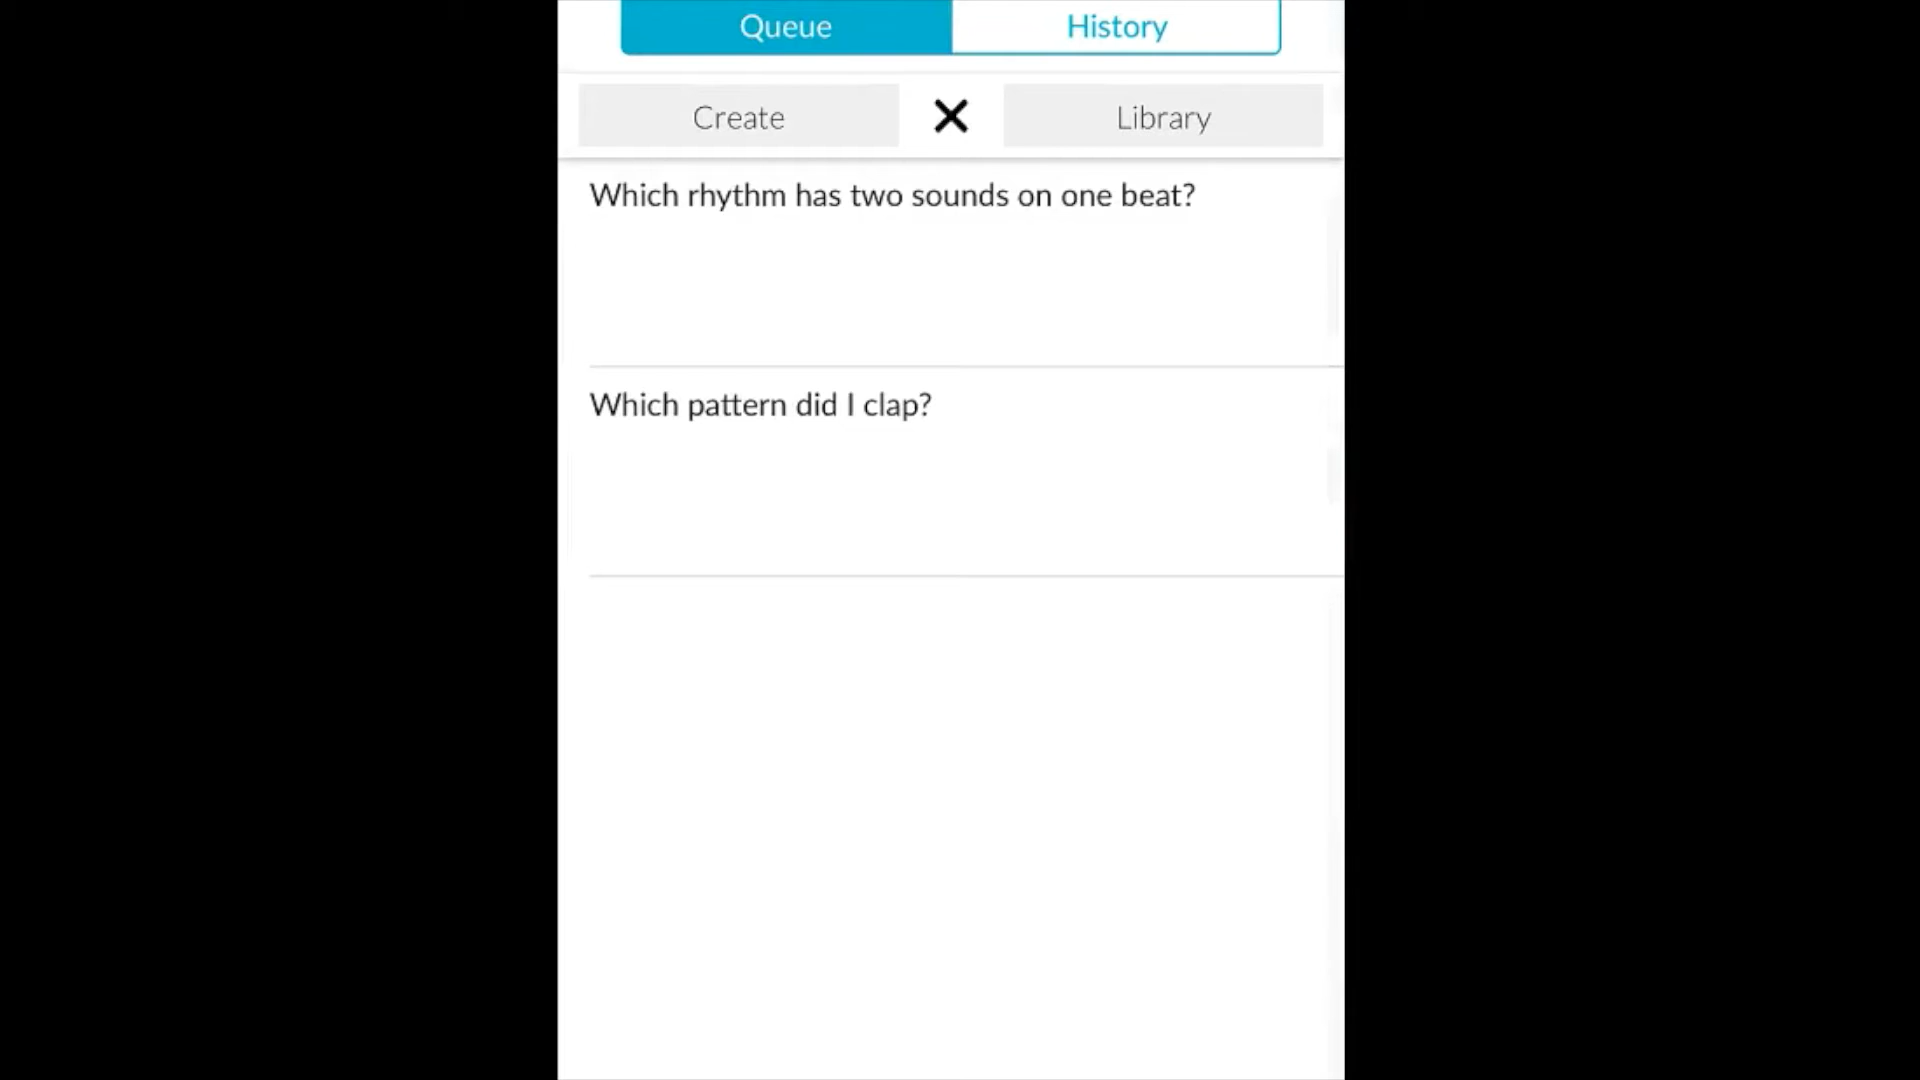 Queue History
Create Library
Which rhythm has two sounds on one beat?
Which pattern did I clap?